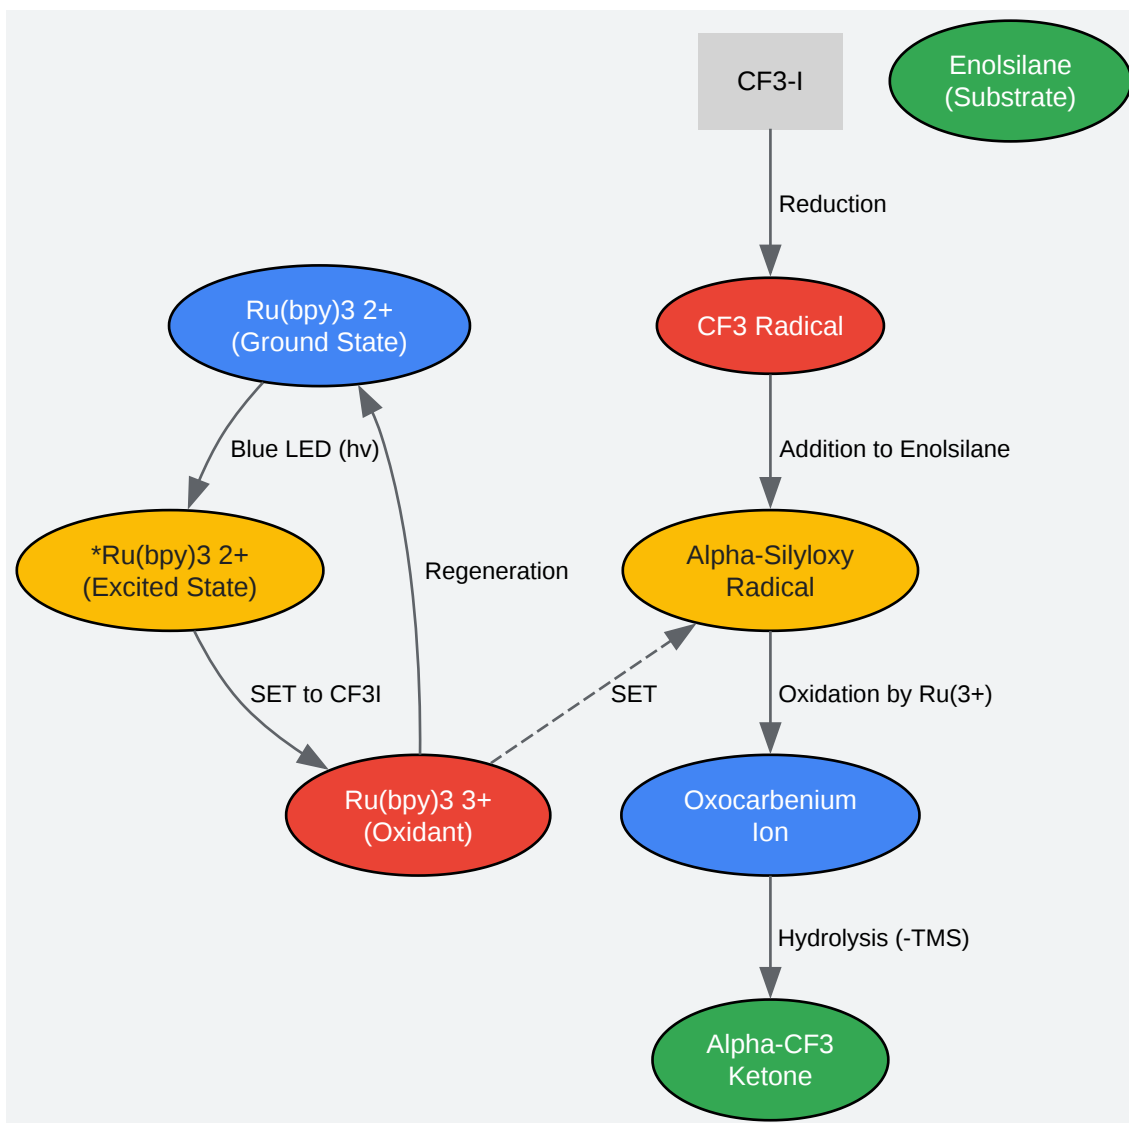 CF3-I
Enolsilane
(Substrate)
Reduction
Ru(bpy)3 2+
(Ground State)
CF3 Radical
Blue LED (hv)
Addition to Enolsilane
*Ru(bpy)3 2+
(Excited State)
Regeneration
Alpha-Silyloxy
Radical
SET to CF3I
SET
Oxidation by Ru(3+)
Ru(bpy)3 3+
(Oxidant)
Oxocarbenium
Ion
Hydrolysis (-TMS)
Alpha-CF3
Ketone